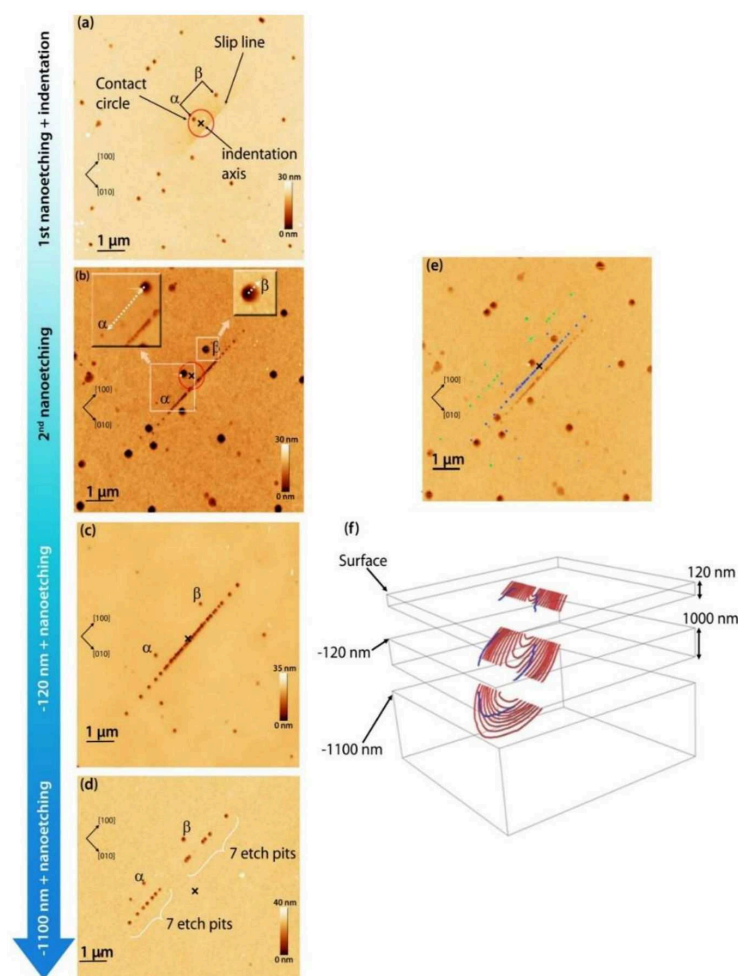 1st nanoetching + indentation
2nd nanoetching
-120 nm + nanoetching
-1100 nm + nanoetching
(a)
Slip line
β
α
Contact
circle
indentation
axis
[100]
[010]
30 nm
0 nm
1 μm
(b)
α
β
β
α
[100]
[010]
30 nm
0 nm
1 μm
(c)
β
α
[100]
[010]
35 nm
0 nm
1 μm
(d)
[100]
[010]
β
α
7 etch pits
7 etch pits
40 nm
0 nm
1 μm
(e)
[100]
[010]
1 μm
(f)
Surface
120 nm
1000 nm
-120 nm
-1100 nm